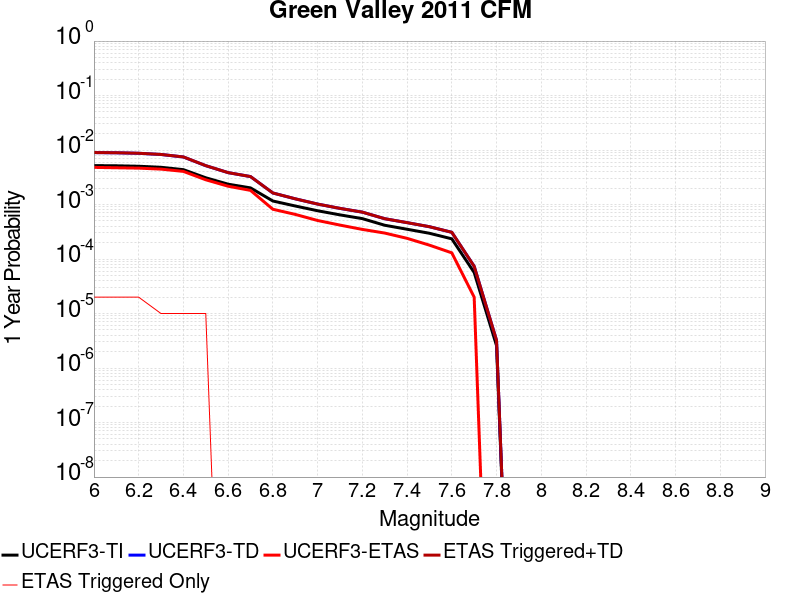 Green Valley 2011 CFM
10^0
10^-1
10^-2
10^-3
10^-4
10^-5
10^-6
10^-7
10^-8
1 Year Probability
6 6.2 6.4 6.6 6.8 7 7.2 7.4 7.6 7.8 8 8.2 8.4 8.6 8.8 9
Magnitude
UCERF3-TI UCERF3-TD UCERF3-ETAS ETAS Triggered+TD
ETAS Triggered Only